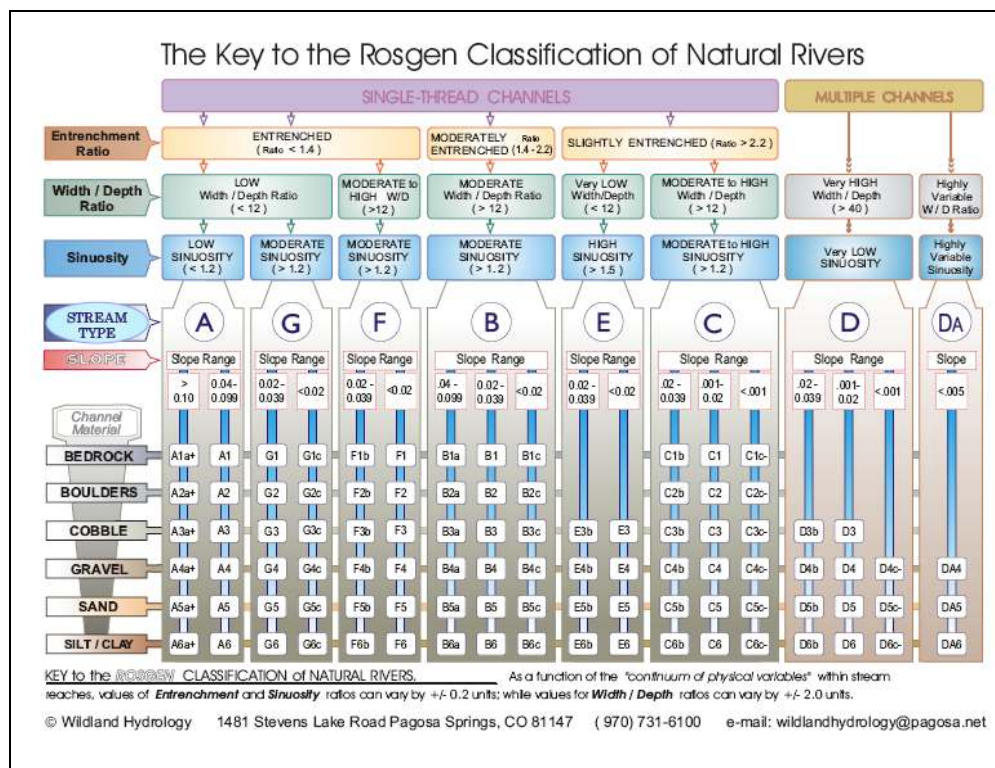 The Key to the Rosgen Classification of Natural Rivers
SINGLE-THREAD CHANNELS MULTIPLE CHANNELS
Entrenchment Ratio
ENTRENCHED
( Ratio < 1.4 )
MODERATELY Ratio
ENTRENCHED (1.4 - 2.2)
SLIGHTLY ENTRENCHED ( Ratio > 2.2 )
Width / Depth Ratio
LOW
Width / Depth Ratio
( < 12 )
MODERATE to
HIGH W/D
(>12 )
MODERATE
Width / Depth Ratio
( > 12 )
Very LOW
Width/Depth
( < 12 )
MODERATE to HIGH
Width / Depth
( > 12 )
Very HIGH
Width / Depth
( > 40 )
Highly
Variable
W / D Ratio
Sinuosity
LOW
SINUOSITY
( < 1.2 )
MODERATE
SINUOSITY
( > 1.2 )
MODERATE
SINUOSITY
( > 1.2 )
MODERATE
SINUOSITY
( > 1.2 )
HIGH
SINUOSITY
( > 1.5 )
MODERATE to HIGH
SINUOSITY
( > 1.2 )
Very LOW
SINUOSITY
Highly
Variable
Sinuosity
STREAM
TYPE
A G F B E C D DA
SLOPE
Slope Range Slope Range Slope Range Slope Range Slope Range Slope Range Slope Range Slope
> 0.10 0.04-0.099 0.02-0.039 <0.02 0.02-0.039 <0.02 .04-0.099 0.02-0.039 <0.02 0.02-0.039 <0.02 .02-0.039 .001-0.02 <.001 .02-0.039 .001-0.02 <.001 <.005
Channel
Material
BEDROCK A1a+ A1 G1 G1c F1b F1 B1a B1 B1c C1b C1 C1c-
BOULDERS A2a+ A2 G2 G2c F2b F2 B2a B2 B2c C2b C2 C2c-
COBBLE A3a+ A3 G3 G3c F3b F3 B3a B3 B3c E3b E3 C3b C3 C3c- D3b D3
GRAVEL A4a+ A4 G4 G4c F4b F4 B4a B4 B4c E4b E4 C4b C4 C4c- D4b D4 D4c- DA4
SAND A5a+ A5 G5 G5c F5b F5 B5a B5 B5c E5b E5 C5b C5 C5c- D5b D5 D5c- DA5
SILT / CLAY A6a+ A6 G6 G6c F6b F6 B6a B6 B6c E6b E6 C6b C6 C6c- D6b D6 D6c- DA6
KEY to the ROSGEN CLASSIFICATION of NATURAL RIVERS. As a function of the "continuum of physical variables" within stream
reaches, values of Entrenchment and Sinuosity ratios can vary by +/- 0.2 units; while values for Width / Depth ratios can vary by +/- 2.0 units.
© Wildland Hydrology 1481 Stevens Lake Road Pagosa Springs, CO 81147 ( 970) 731-6100 e-mail: wildlandhydrology@pagosa.net